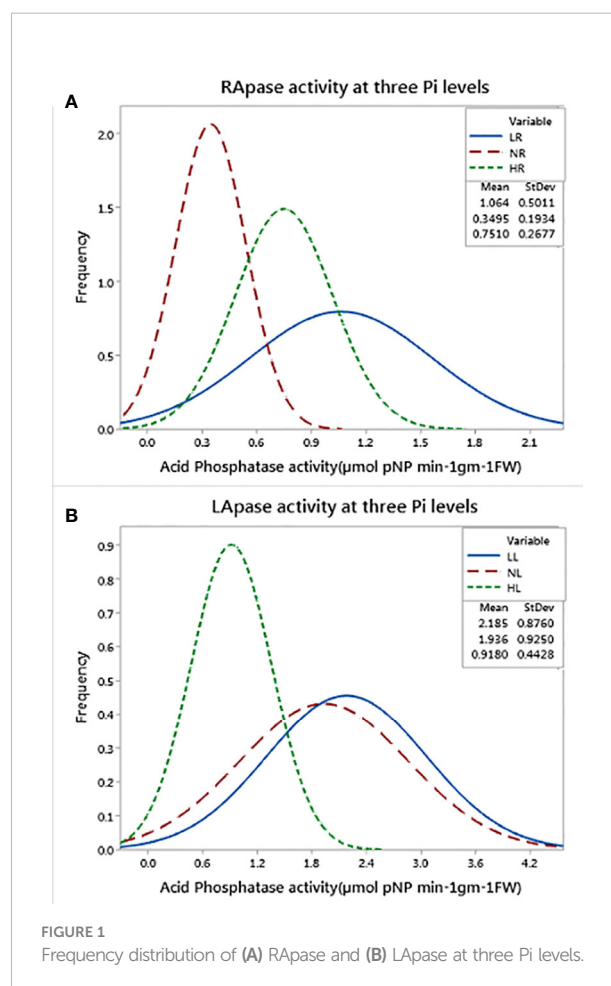 A
RApase activity at three Pi levels
Variable
LR
NR
HR
Mean StDev
1.064 0.5011
0.3495 0.1934
0.7510 0.2677
Frequency
2.0
1.5
1.0
0.5
0.0
0.0 0.3 0.6 0.9 1.2 1.5 1.8 2.1
Acid Phosphatase activity(µmol pNP min-1gm-1FW)
B
LApase activity at three Pi levels
Variable
LL
NL
HL
Mean StDev
2.185 0.8760
1.936 0.9250
0.9180 0.4428
Frequency
0.9
0.8
0.7
0.6
0.5
0.4
0.3
0.2
0.1
0.0
0.0 0.6 1.2 1.8 2.4 3.0 3.6 4.2
Acid Phosphatase activity(µmol pNP min-1gm-1FW)
FIGURE 1
Frequency distribution of (A) RApase and (B) LApase at three Pi levels.